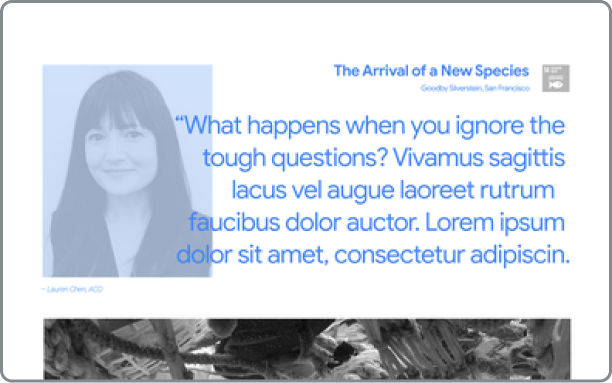 The Arrival of a New Species
Goodby Silverstein, San Francisco
“What happens when you ignore the
tough questions? Vivamus sagittis
lacus vel augue laoreet rutrum
faucibus dolor auctor. Lorem ipsum
dolor sit amet, consectetur adipiscin.
– Lauren Chen, ACD